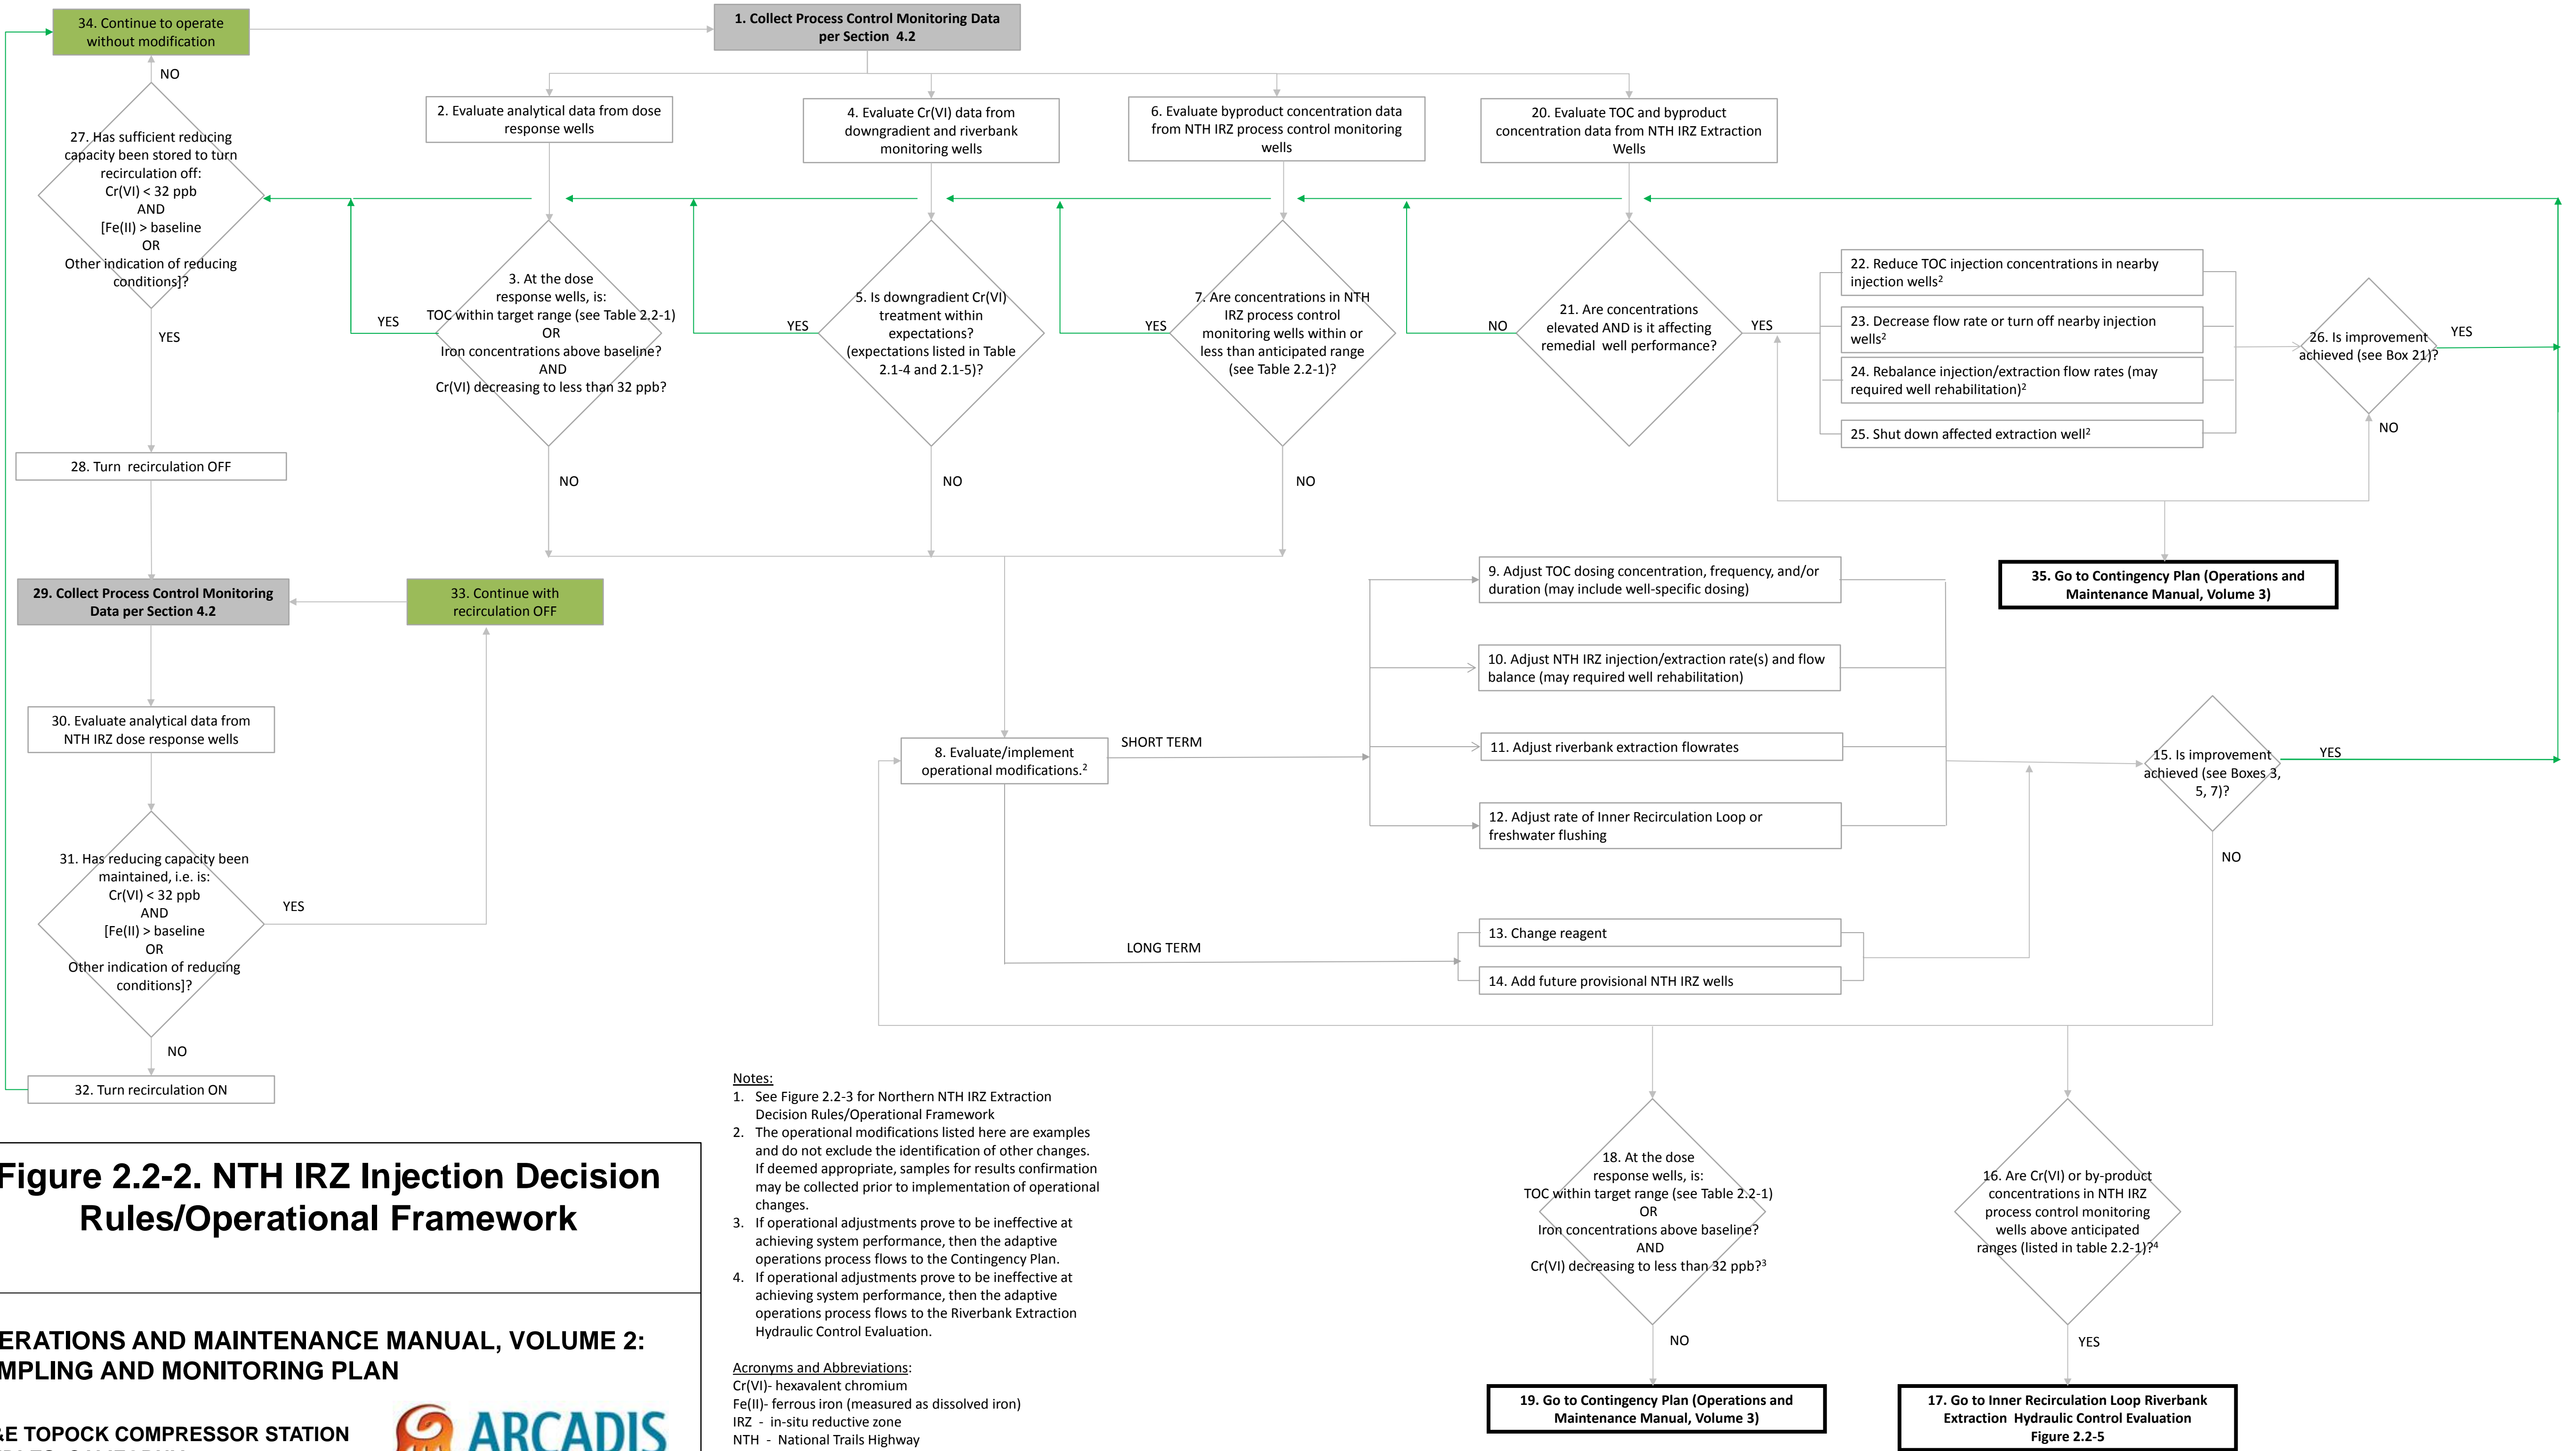 34. Continue to operate
without modification
1. Collect Process Control Monitoring Data
per Section 4.2
NO
2. Evaluate analytical data from dose
response wells
4. Evaluate Cr(VI) data from
downgradient and riverbank
monitoring wells
6. Evaluate byproduct concentration data
from NTH IRZ process control monitoring
wells
20. Evaluate TOC and byproduct
concentration data from NTH IRZ Extraction
Wells
27. Has sufficient reducing
capacity been stored to turn
recirculation off:
Cr(VI) < 32 ppb
AND
[Fe(II) > baseline
OR
Other indication of reducing
conditions]?
YES
3. At the dose
response wells, is:
TOC within target range (see Table 2.2-1)
OR
Iron concentrations above baseline?
AND
Cr(VI) decreasing to less than 32 ppb?
YES
NO
5. Is downgradient Cr(VI)
treatment within
expectations?
(expectations listed in Table
2.1-4 and 2.1-5)?
YES
NO
7. Are concentrations in NTH
IRZ process control
monitoring wells within or
less than anticipated range
(see Table 2.2-1)?
YES
NO
21. Are concentrations
elevated AND is it affecting
remedial well performance?
NO
YES
22. Reduce TOC injection concentrations in nearby
injection wells2
23. Decrease flow rate or turn off nearby injection
wells2
24. Rebalance injection/extraction flow rates (may
required well rehabilitation)2
25. Shut down affected extraction well2
26. Is improvement
achieved (see Box 21)?
YES
NO
28. Turn recirculation OFF
29. Collect Process Control Monitoring
Data per Section 4.2
33. Continue with
recirculation OFF
35. Go to Contingency Plan (Operations and
Maintenance Manual, Volume 3)
30. Evaluate analytical data from
NTH IRZ dose response wells
31. Has reducing capacity been
maintained, i.e. is:
Cr(VI) < 32 ppb
AND
[Fe(II) > baseline
OR
Other indication of reducing
conditions]?
YES
NO
32. Turn recirculation ON
8. Evaluate/implement
operational modifications.2
SHORT TERM
LONG TERM
9. Adjust TOC dosing concentration, frequency, and/or
duration (may include well-specific dosing)
10. Adjust NTH IRZ injection/extraction rate(s) and flow
balance (may required well rehabilitation)
11. Adjust riverbank extraction flowrates
12. Adjust rate of Inner Recirculation Loop or
freshwater flushing
13. Change reagent
14. Add future provisional NTH IRZ wells
15. Is improvement
achieved (see Boxes 3,
5, 7)?
YES
NO
18. At the dose
response wells, is:
TOC within target range (see Table 2.2-1)
OR
Iron concentrations above baseline?
AND
Cr(VI) decreasing to less than 32 ppb?3
NO
16. Are Cr(VI) or by-product
concentrations in NTH IRZ
process control monitoring
wells above anticipated
ranges (listed in table 2.2-1)?4
YES
19. Go to Contingency Plan (Operations and
Maintenance Manual, Volume 3)
17. Go to Inner Recirculation Loop Riverbank
Extraction Hydraulic Control Evaluation
Figure 2.2-5
Notes:
1. See Figure 2.2-3 for Northern NTH IRZ Extraction
Decision Rules/Operational Framework
2. The operational modifications listed here are examples
and do not exclude the identification of other changes.
If deemed appropriate, samples for results confirmation
may be collected prior to implementation of operational
changes.
3. If operational adjustments prove to be ineffective at
achieving system performance, then the adaptive
operations process flows to the Contingency Plan.
4. If operational adjustments prove to be ineffective at
achieving system performance, then the adaptive
operations process flows to the Riverbank Extraction
Hydraulic Control Evaluation.
Acronyms and Abbreviations:
Cr(VI)- hexavalent chromium
Fe(II)- ferrous iron (measured as dissolved iron)
IRZ - in-situ reductive zone
NTH - National Trails Highway
Figure 2.2-2. NTH IRZ Injection Decision
Rules/Operational Framework
ERATIONS AND MAINTENANCE MANUAL, VOLUME 2:
MPLING AND MONITORING PLAN
&E TOPOCK COMPRESSOR STATION
ARCADIS